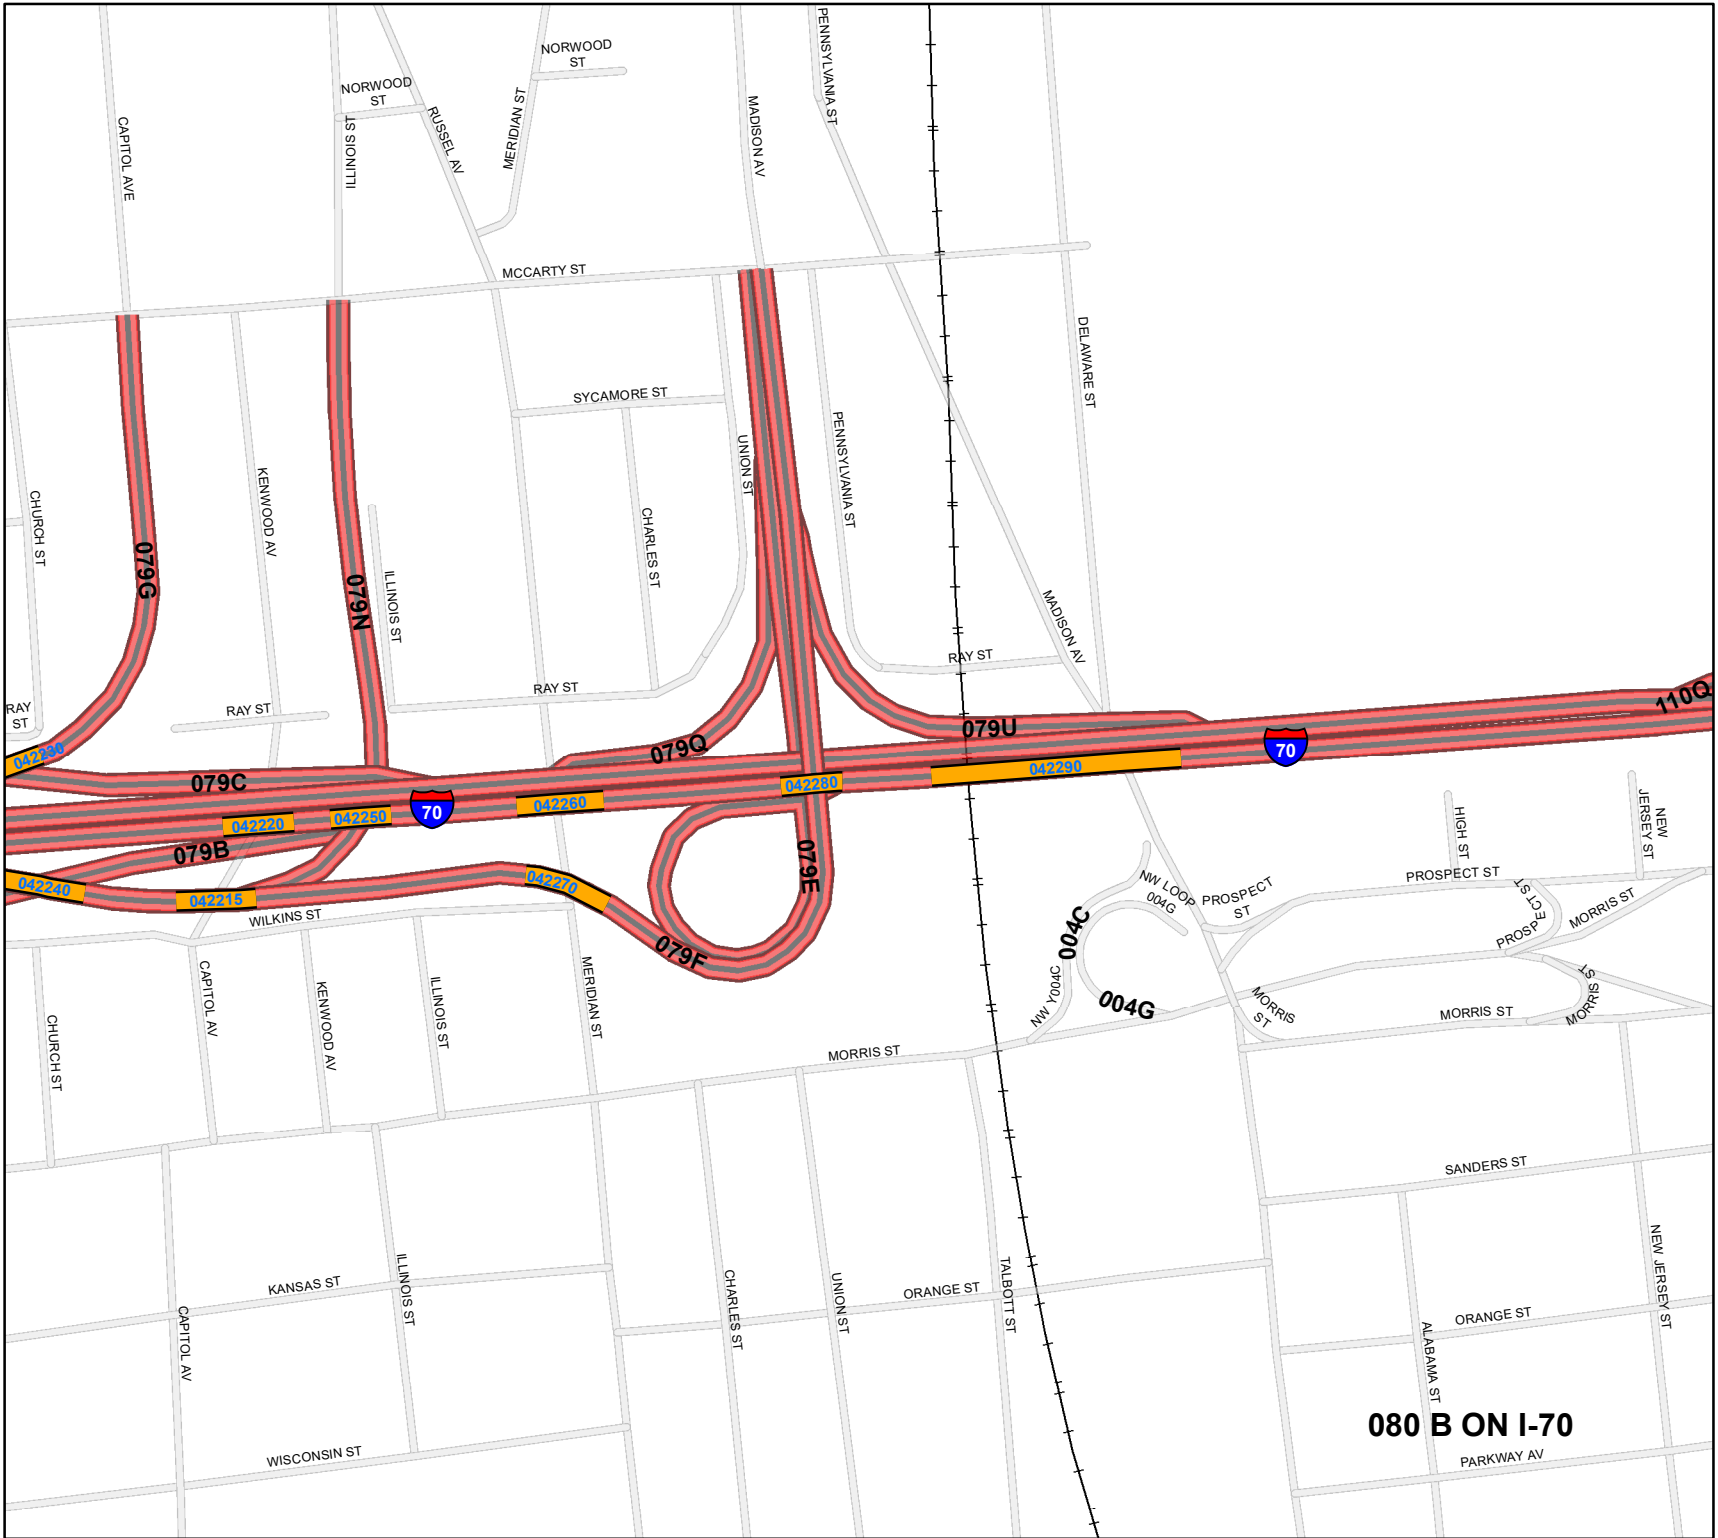 NORWOOD
ST
NORWOOD
ST
PENNSYLVANIA ST
CAPITOL AVE
ILLINOIS ST
RUSSEL AV
MERIDIAN ST
MADISON AV
MCCARTY ST
DELAWARE ST
SYCAMORE ST
UNION ST
PENNSYLVANIA ST
CHURCH ST
KENWOOD AV
CHARLES ST
079G
079N
ILLINOIS ST
MADISON AV
RAY ST
RAY
ST
RAY ST
RAY ST
110Q
079U
079Q
042230
079C
70
042290
042280
70
042260
042250
042220
079B
079E
042240
042215
042270
WILKINS ST
079F
HIGH ST
NEW
JERSEY ST
PROSPECT ST
NW LOOP
004G
PROSPECT
ST
PROSPECT ST
MORRIS ST
004C
NW Y004C
004G
MORRIS
ST
MORRIS ST
MORRIS ST
MORRIS ST
CAPITOL AV
KENWOOD AV
ILLINOIS ST
MERIDIAN ST
CHURCH ST
SANDERS ST
KANSAS ST
ILLINOIS ST
CAPITOL AV
CHARLES ST
UNION ST
ORANGE ST
TALBOTT ST
NEW JERSEY ST
ORANGE ST
ALABAMA ST
080 B ON I-70
WISCONSIN ST
PARKWAY AV